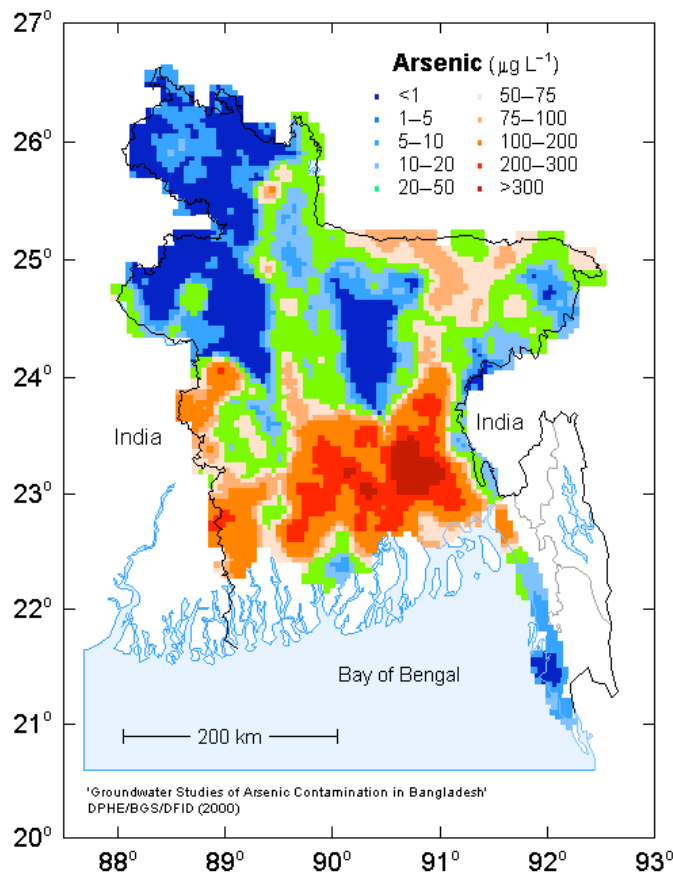 27°
26°
25°
24°
23°
22°
21°
20°
Arsenic (µg L⁻¹)
<1
1–5
5–10
10–20
20–50
50–75
75–100
100–200
200–300
>300
India
India
Bay of Bengal
200 km
'Groundwater Studies of Arsenic Contamination in Bangladesh'
DPHE/BGS/DFID (2000)
88° 89° 90° 91° 92° 93°